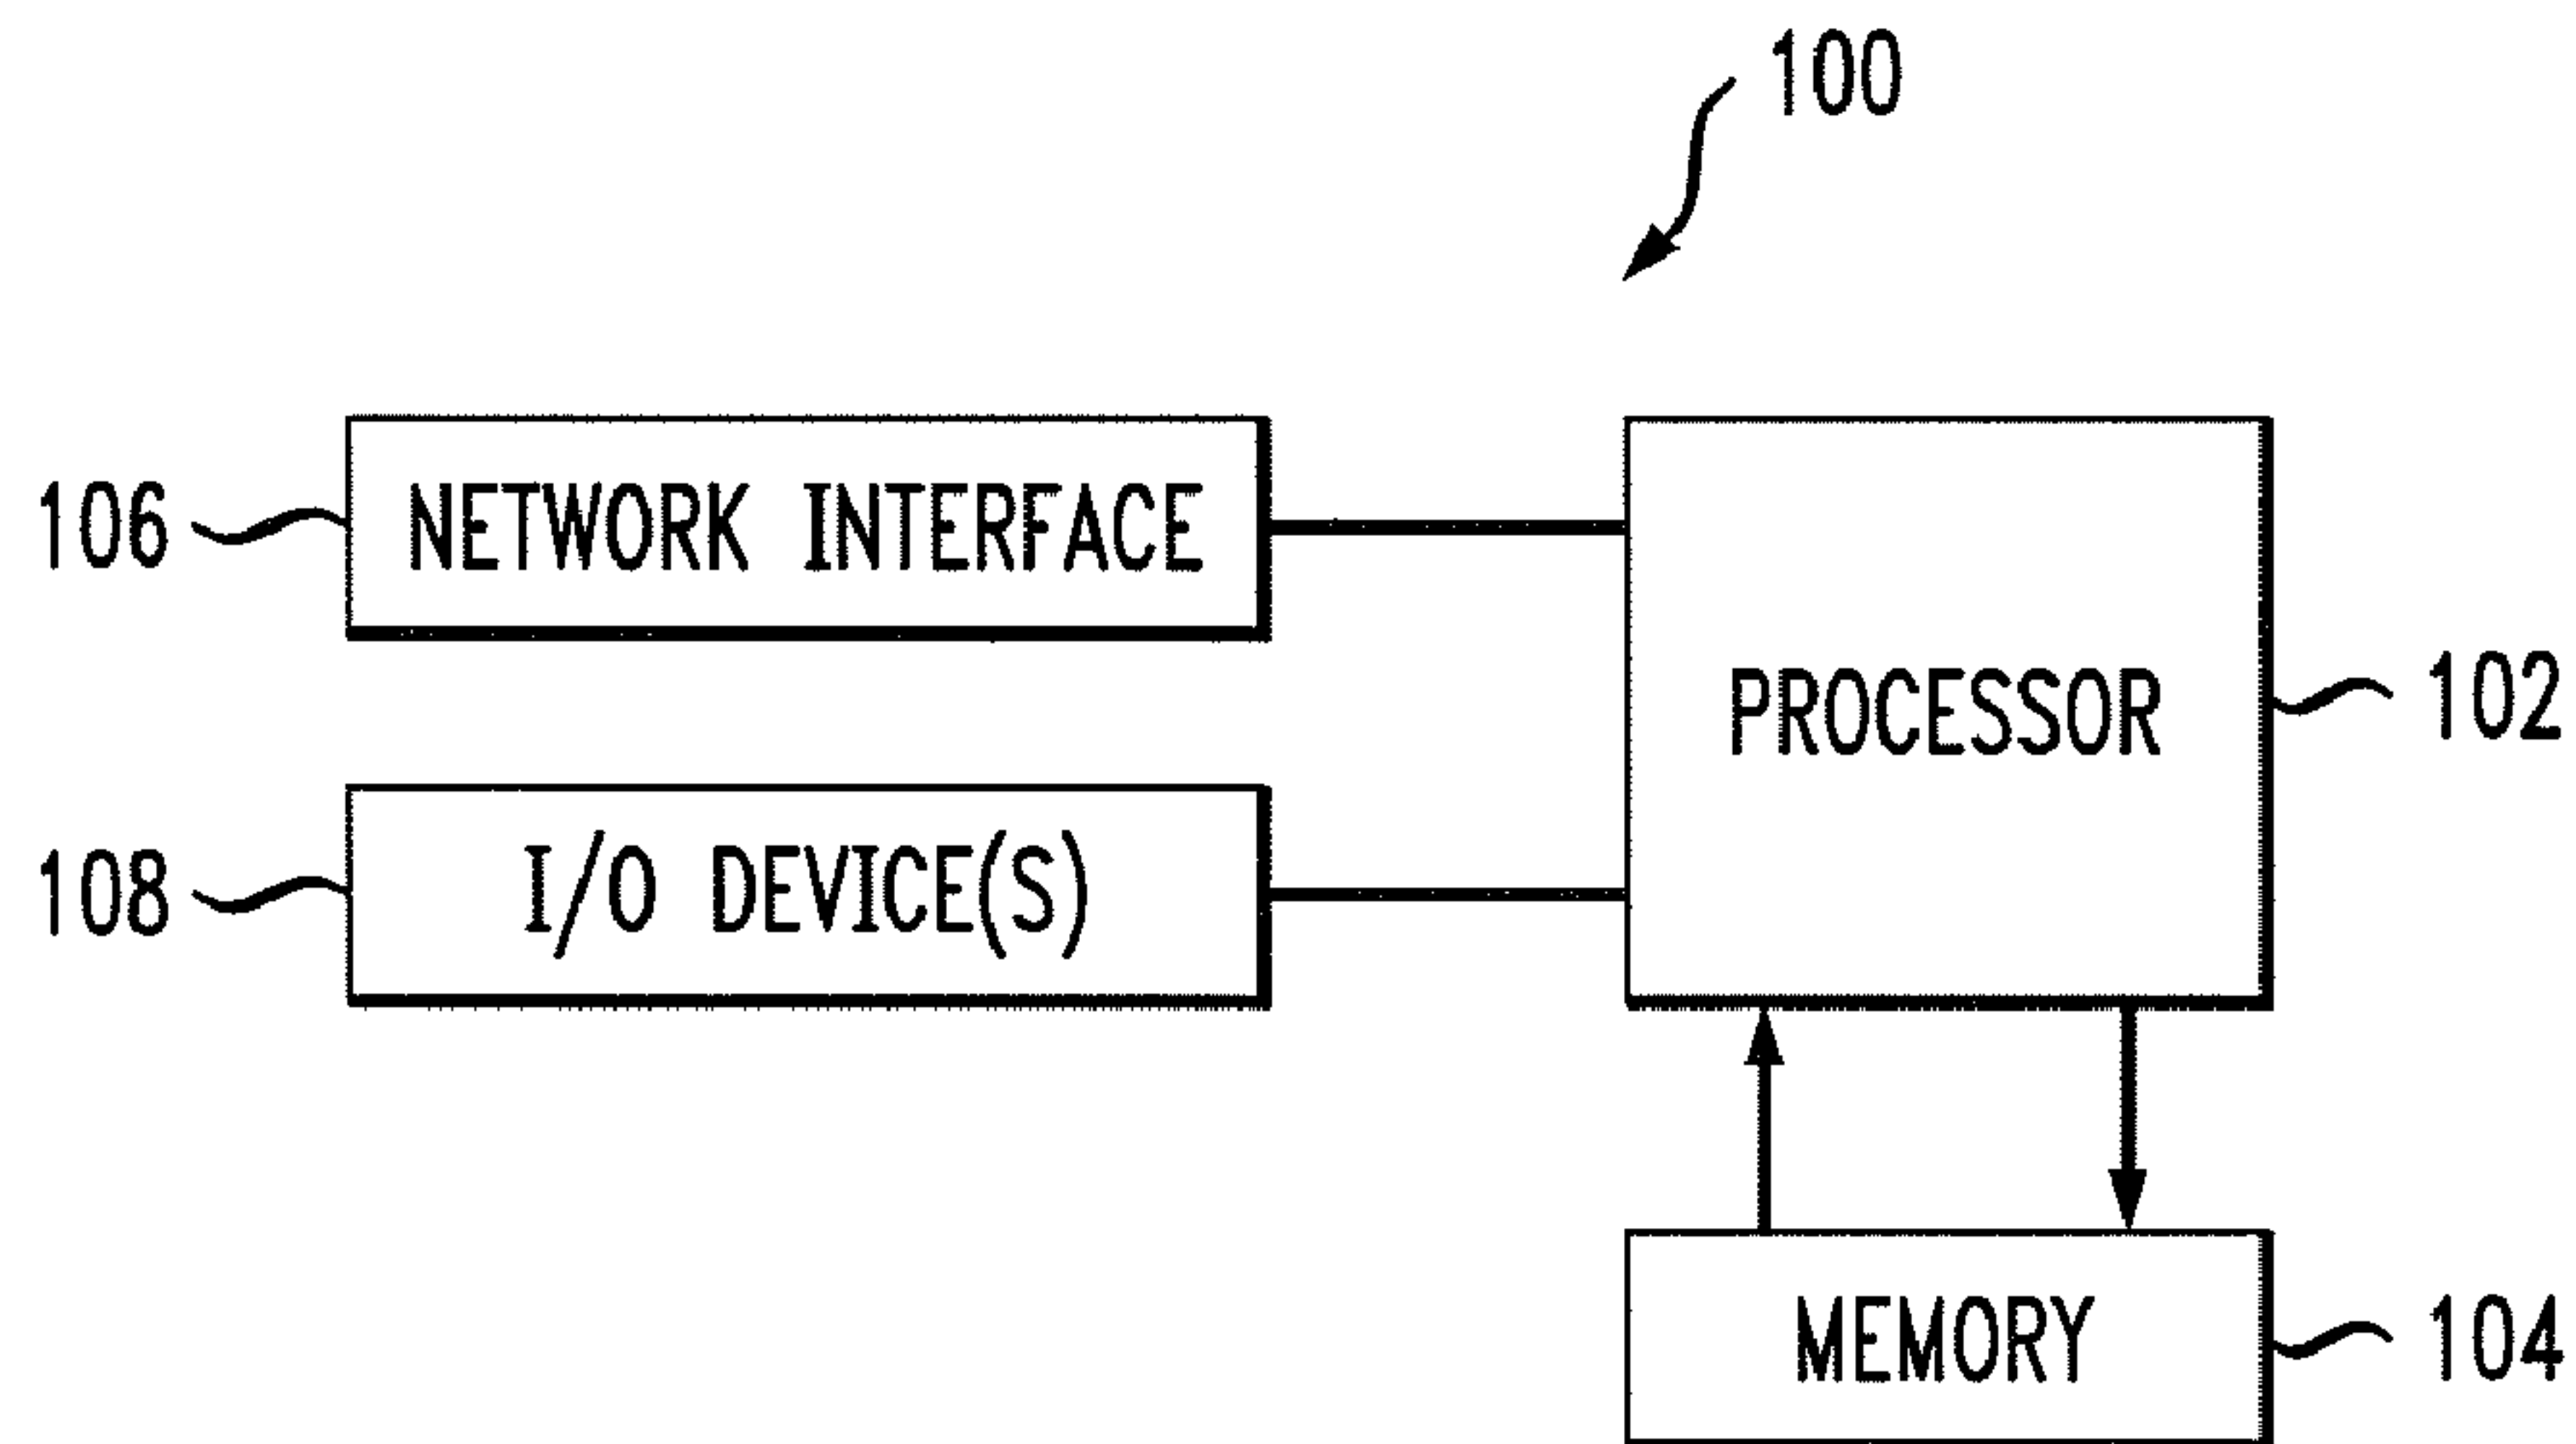 100
106 NETWORK INTERFACE
PROCESSOR 102
108 I/O DEVICE(S)
MEMORY 104